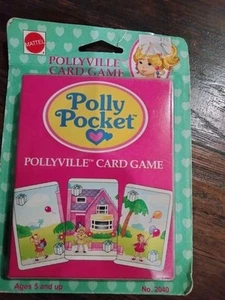 MATTEL
POLLYVILLE
CARD GAME
Polly
Pocket
POLLYVILLE™ CARD GAME
Ages 5 and up
No. 2040